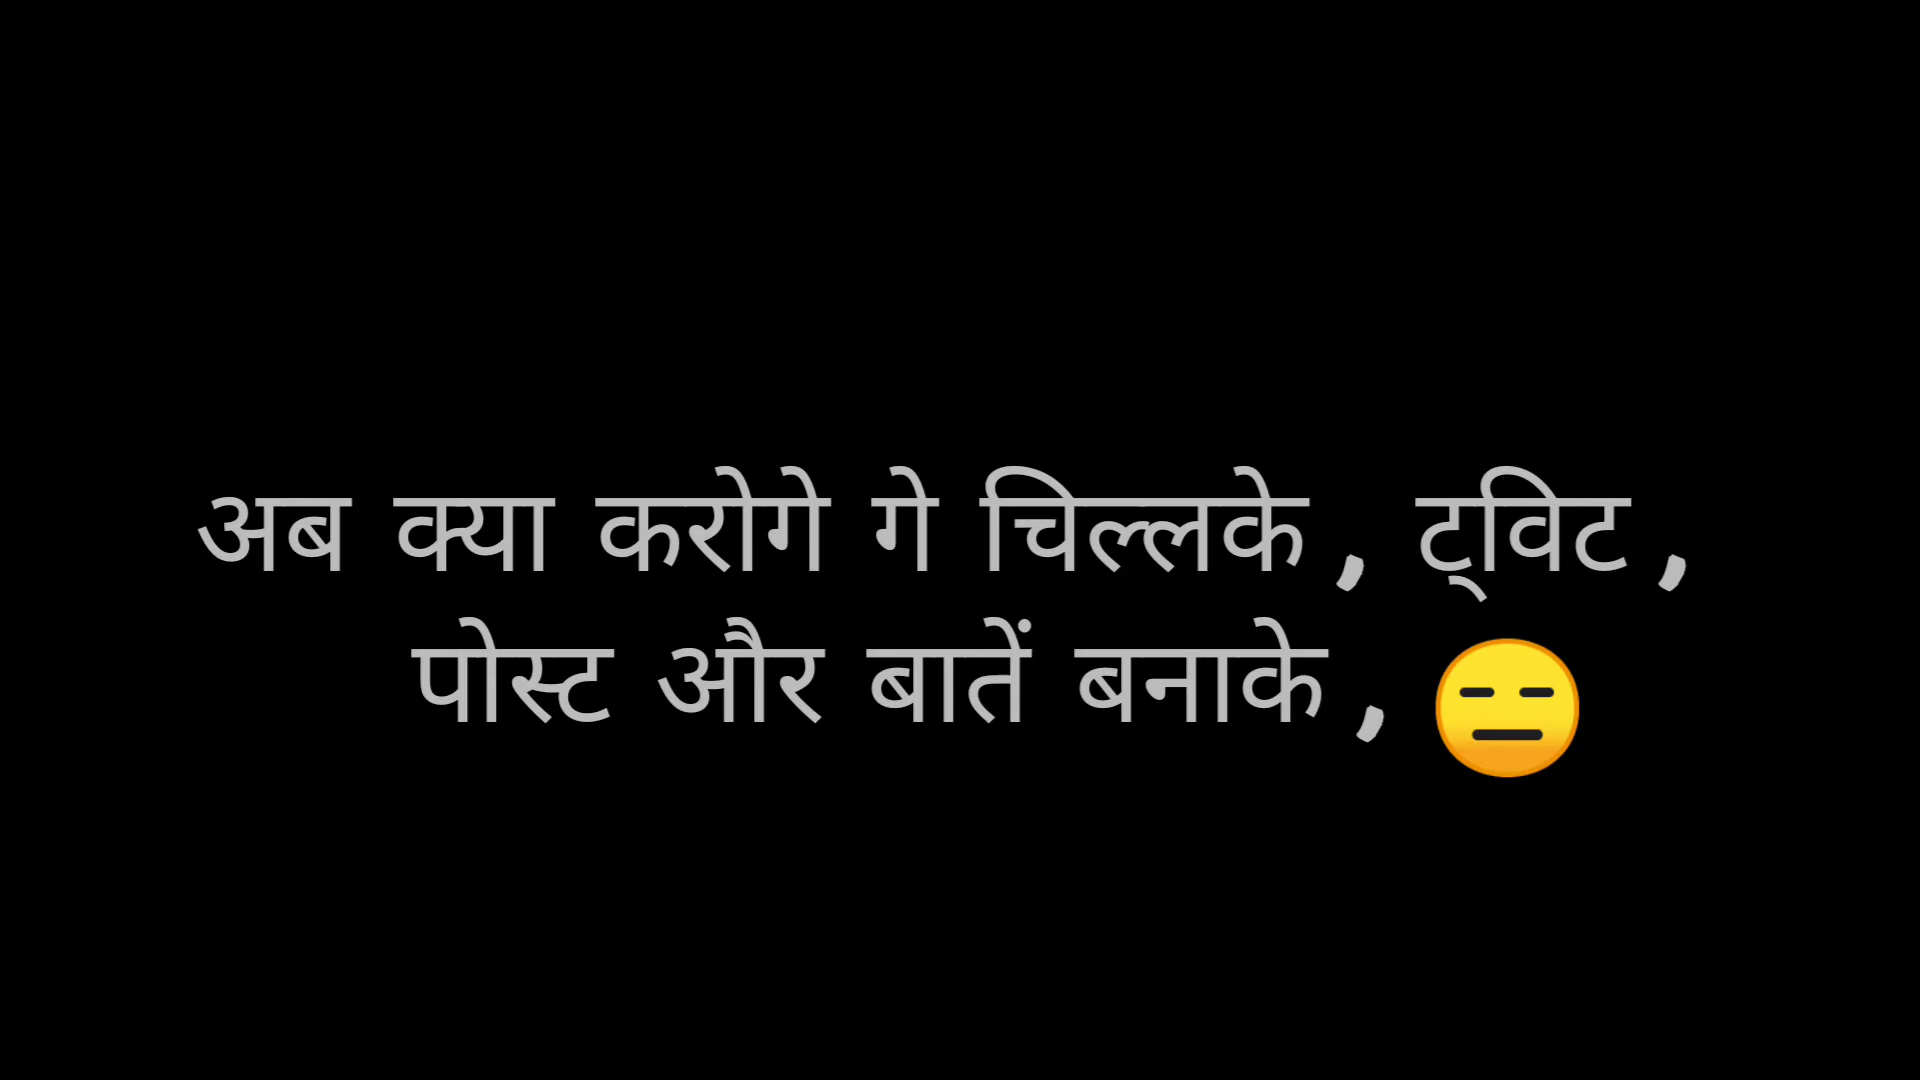 अब क्या करोगे गे चिल्लके, ट्विट,
पोस्ट और बातें बनाके, 😑